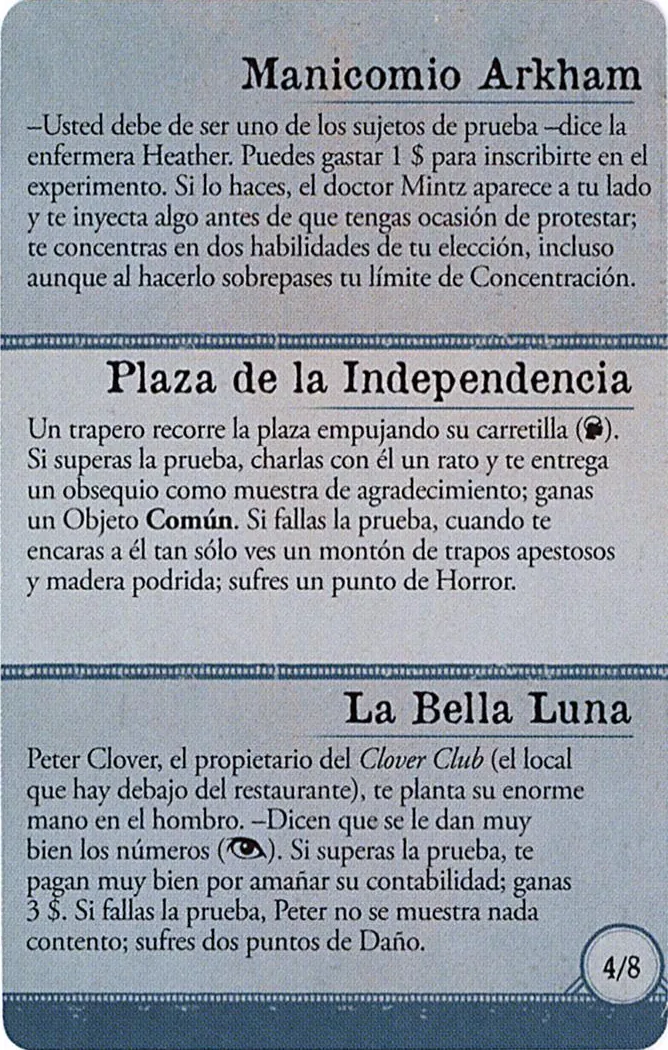 Manicomio Arkham
–Usted debe de ser uno de los sujetos de prueba –dice la
enfermera Heather. Puedes gastar 1 $ para inscribirte en el
experimento. Si lo haces, el doctor Mintz aparece a tu lado
y te inyecta algo antes de que tengas ocasión de protestar;
te concentras en dos habilidades de tu elección, incluso
aunque al hacerlo sobrepases tu límite de Concentración.
Plaza de la Independencia
Un trapero recorre la plaza empujando su carretilla ( ).
Si superas la prueba, charlas con él un rato y te entrega
un obsequio como muestra de agradecimiento; ganas
un Objeto Común. Si fallas la prueba, cuando te
encaras a él tan sólo ves un montón de trapos apestosos
y madera podrida; sufres un punto de Horror.
La Bella Luna
Peter Clover, el propietario del Clover Club (el local
que hay debajo del restaurante), te planta su enorme
mano en el hombro. –Dicen que se le dan muy
bien los números ( ). Si superas la prueba, te
pagan muy bien por amañar su contabilidad; ganas
3 $. Si fallas la prueba, Peter no se muestra nada
contento; sufres dos puntos de Daño.
4/8